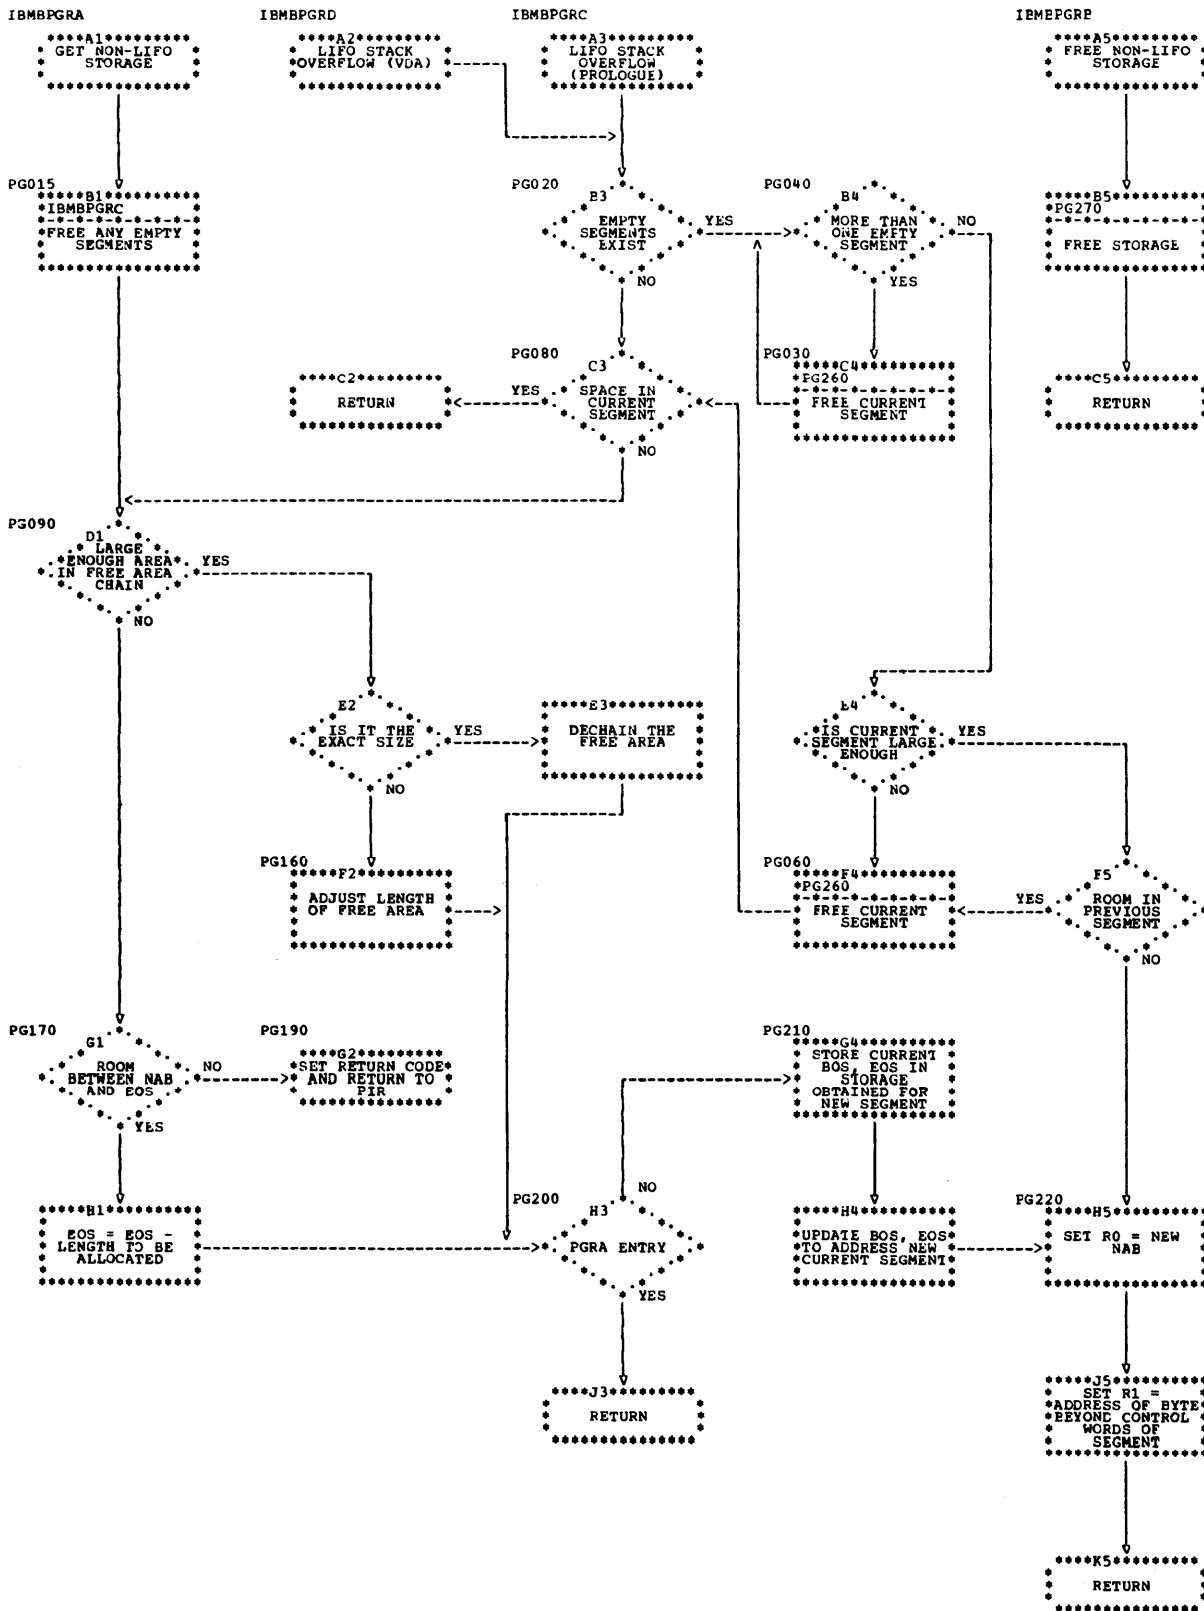 IBMBPGRA
IBMBPGRD
IBMBPGRC
IBMBPGRB
A1
GET NON-LIFO
STORAGE
A2
LIFO STACK
OVERFLOW (VDA)
A3
LIFO STACK
OVERFLOW
(PROLOGUE)
A5
FREE NON-LIFO
STORAGE
PG015
B1
IBMBPGRC
FREE ANY EMPTY
SEGMENTS
PG020
B3
EMPTY
SEGMENTS
EXIST
YES
NO
PG040
B4
MORE THAN
ONE EMPTY
SEGMENT
NO
YES
B5
PG270
FREE STORAGE
C2
RETURN
PG080
C3
SPACE IN
CURRENT
SEGMENT
YES
NO
PG030
C4
PG260
FREE CURRENT
SEGMENT
C5
RETURN
PG090
D1
LARGE
ENOUGH AREA
IN FREE AREA
CHAIN
YES
NO
E2
IS IT THE
EXACT SIZE
YES
NO
E3
DECHAIN THE
FREE AREA
E4
IS CURRENT
SEGMENT LARGE
ENOUGH
YES
NO
PG160
F2
ADJUST LENGTH
OF FREE AREA
PG060
F4
PG260
FREE CURRENT
SEGMENT
F5
ROOM IN
PREVIOUS
SEGMENT
YES
NO
PG170
G1
ROOM
BETWEEN NAB
AND EOS
NO
YES
PG190
G2
SET RETURN CODE
AND RETURN TO
PIR
PG210
G4
STORE CURRENT
BOS, EOS IN
STORAGE
OBTAINED FOR
NEW SEGMENT
H1
EOS = EOS -
LENGTH TO BE
ALLOCATED
PG200
H3
PGRA ENTRY
NO
YES
H4
UPDATE BOS, EOS
TO ADDRESS NEW
CURRENT SEGMENT
PG220
H5
SET R0 = NEW
NAB
J3
RETURN
J5
SET R1 =
ADDRESS OF BYTE
BEYOND CONTROL
WORDS OF
SEGMENT
K5
RETURN